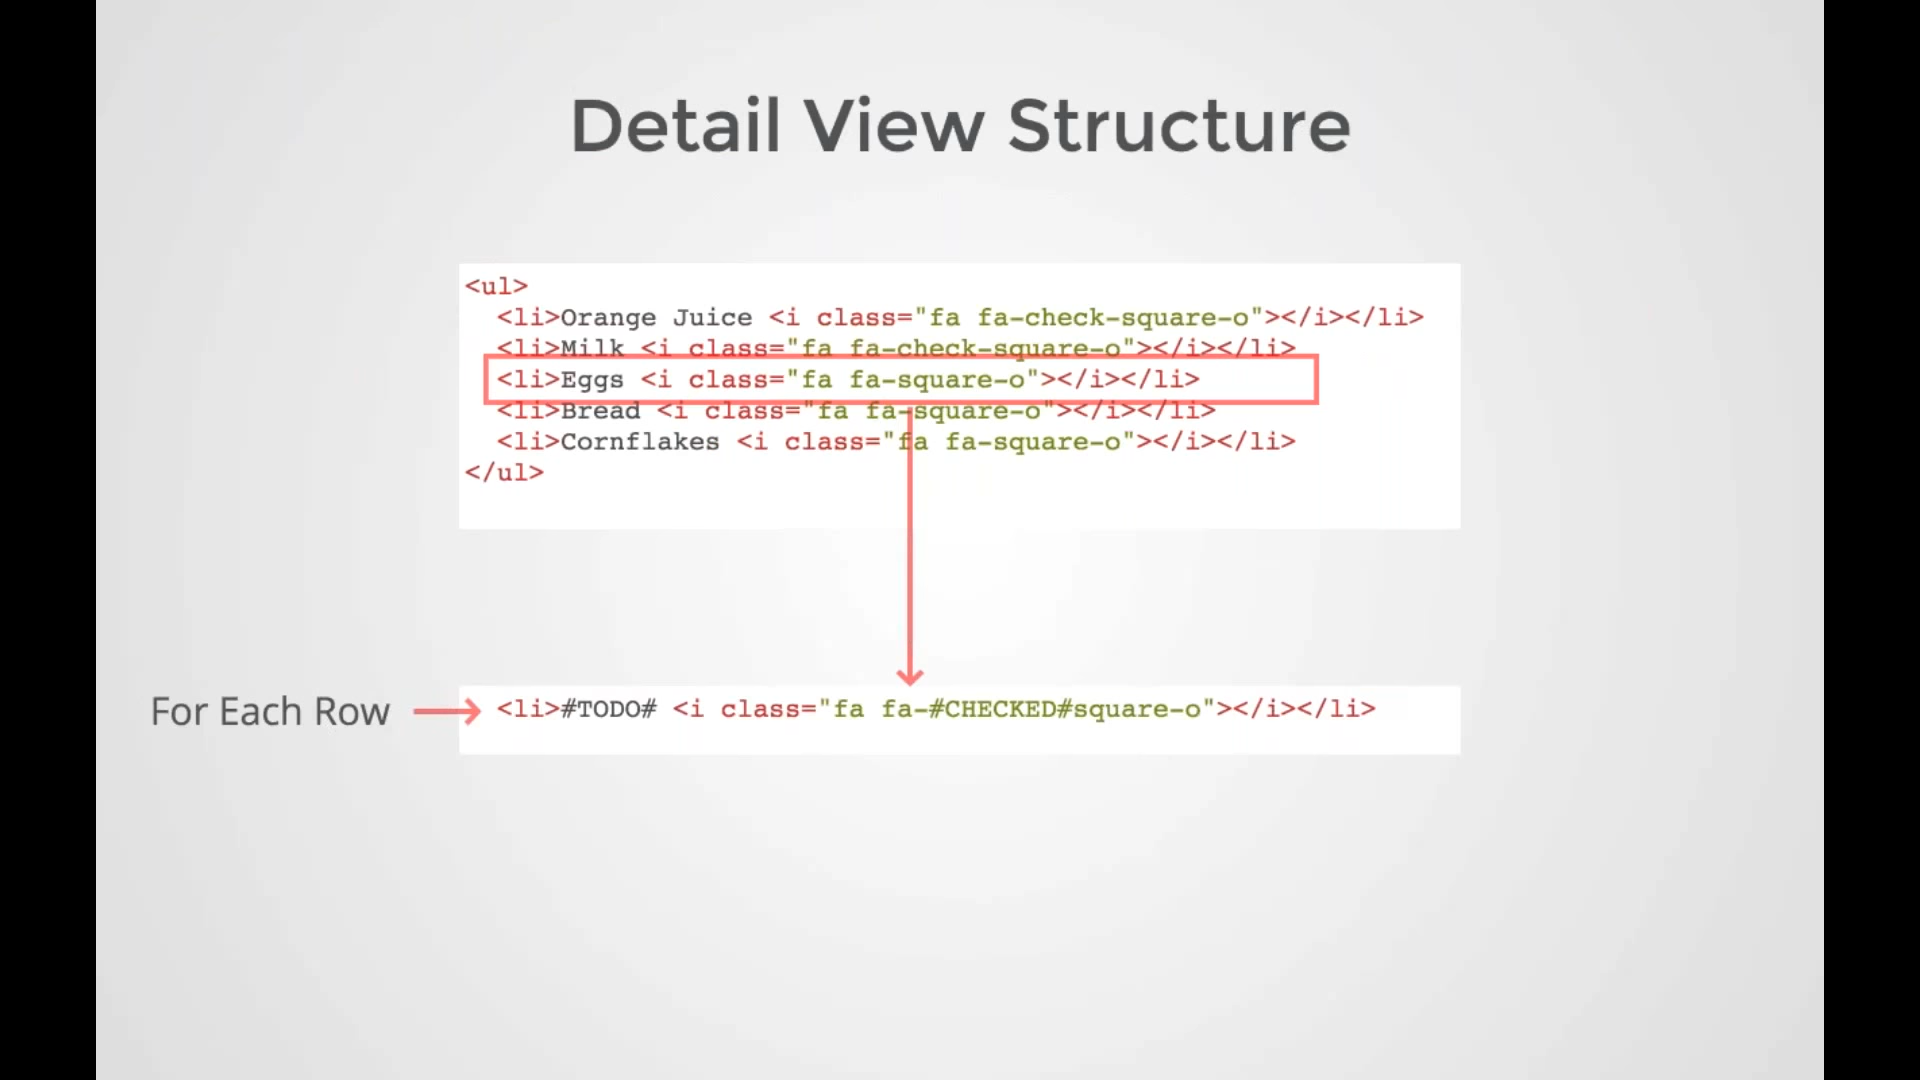 Detail View Structure
<ul>
<li>Orange Juice <i class="fa fa-check-square-o"></i></li>
<li>Milk <i class="fa fa-check-square-o"></i></li>
<li>Eggs <i class="fa fa-square-o"></i></li>
<li>Bread <i class="fa fa-square-o"></i></li>
<li>Cornflakes <i class="fa fa-square-o"></i></li>
</ul>
For Each Row
<li>#TODO# <i class="fa fa-#CHECKED#square-o"></i></li>